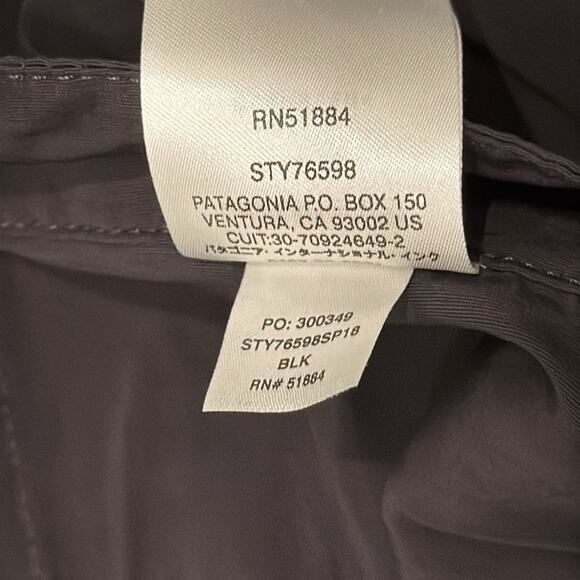 RN51884
STY76598
PATAGONIA P.O. BOX 150
VENTURA, CA 93002 US
CUIT:30-70924649-2
パタゴニア・インターナショナル・インク
PO: 300349
STY76598SP18
BLK
RN# 51884